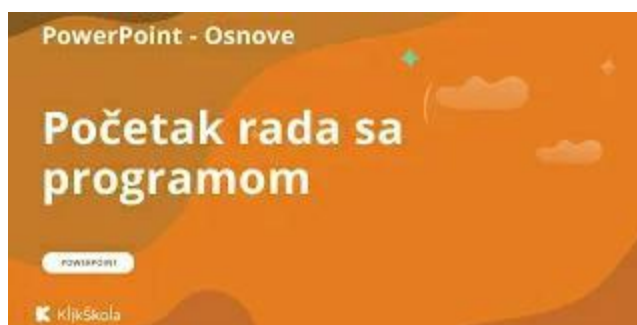 PowerPoint - Osnove
Početak rada sa
programom
POWERPOINT
KlikŠkola